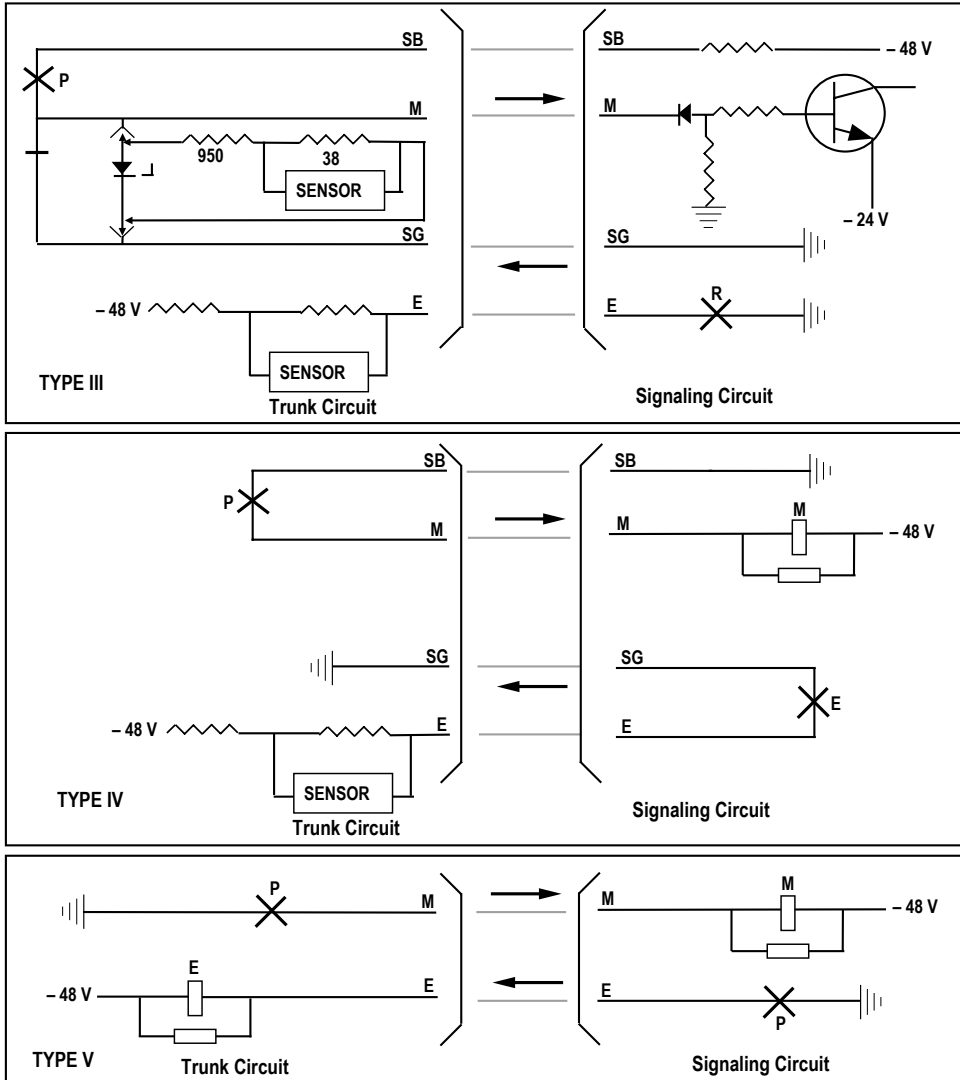 SB
SB
– 48 V
P
M
M
950
38
SENSOR
– 24 V
SG
SG
R
– 48 V
E
E
SENSOR
TYPE III
Trunk Circuit
Signaling Circuit
SB
SB
P
M
M
M
– 48 V
SG
SG
E
– 48 V
E
E
SENSOR
TYPE IV
Trunk Circuit
Signaling Circuit
P
M
M
M
– 48 V
E
– 48 V
E
E
P
TYPE V
Trunk Circuit
Signaling Circuit